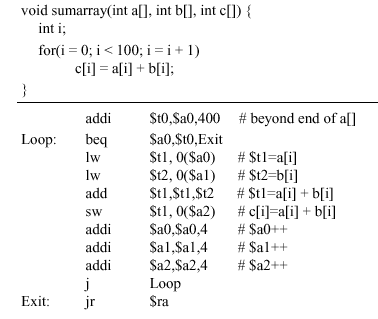 void sumarray(int a[], int b[], int c[]) {
int i;
for(i = 0; i < 100; i = i + 1)
c[i] = a[i] + b[i];
}
addi $t0,$a0,400 # beyond end of a[]
Loop: beq $a0,$t0,Exit
lw $t1, 0($a0) # $t1=a[i]
lw $t2, 0($a1) # $t2=b[i]
add $t1,$t1,$t2 # $t1=a[i] + b[i]
sw $t1, 0($a2) # c[i]=a[i] + b[i]
addi $a0,$a0,4 # $a0++
addi $a1,$a1,4 # $a1++
addi $a2,$a2,4 # $a2++
j Loop
Exit: jr $ra